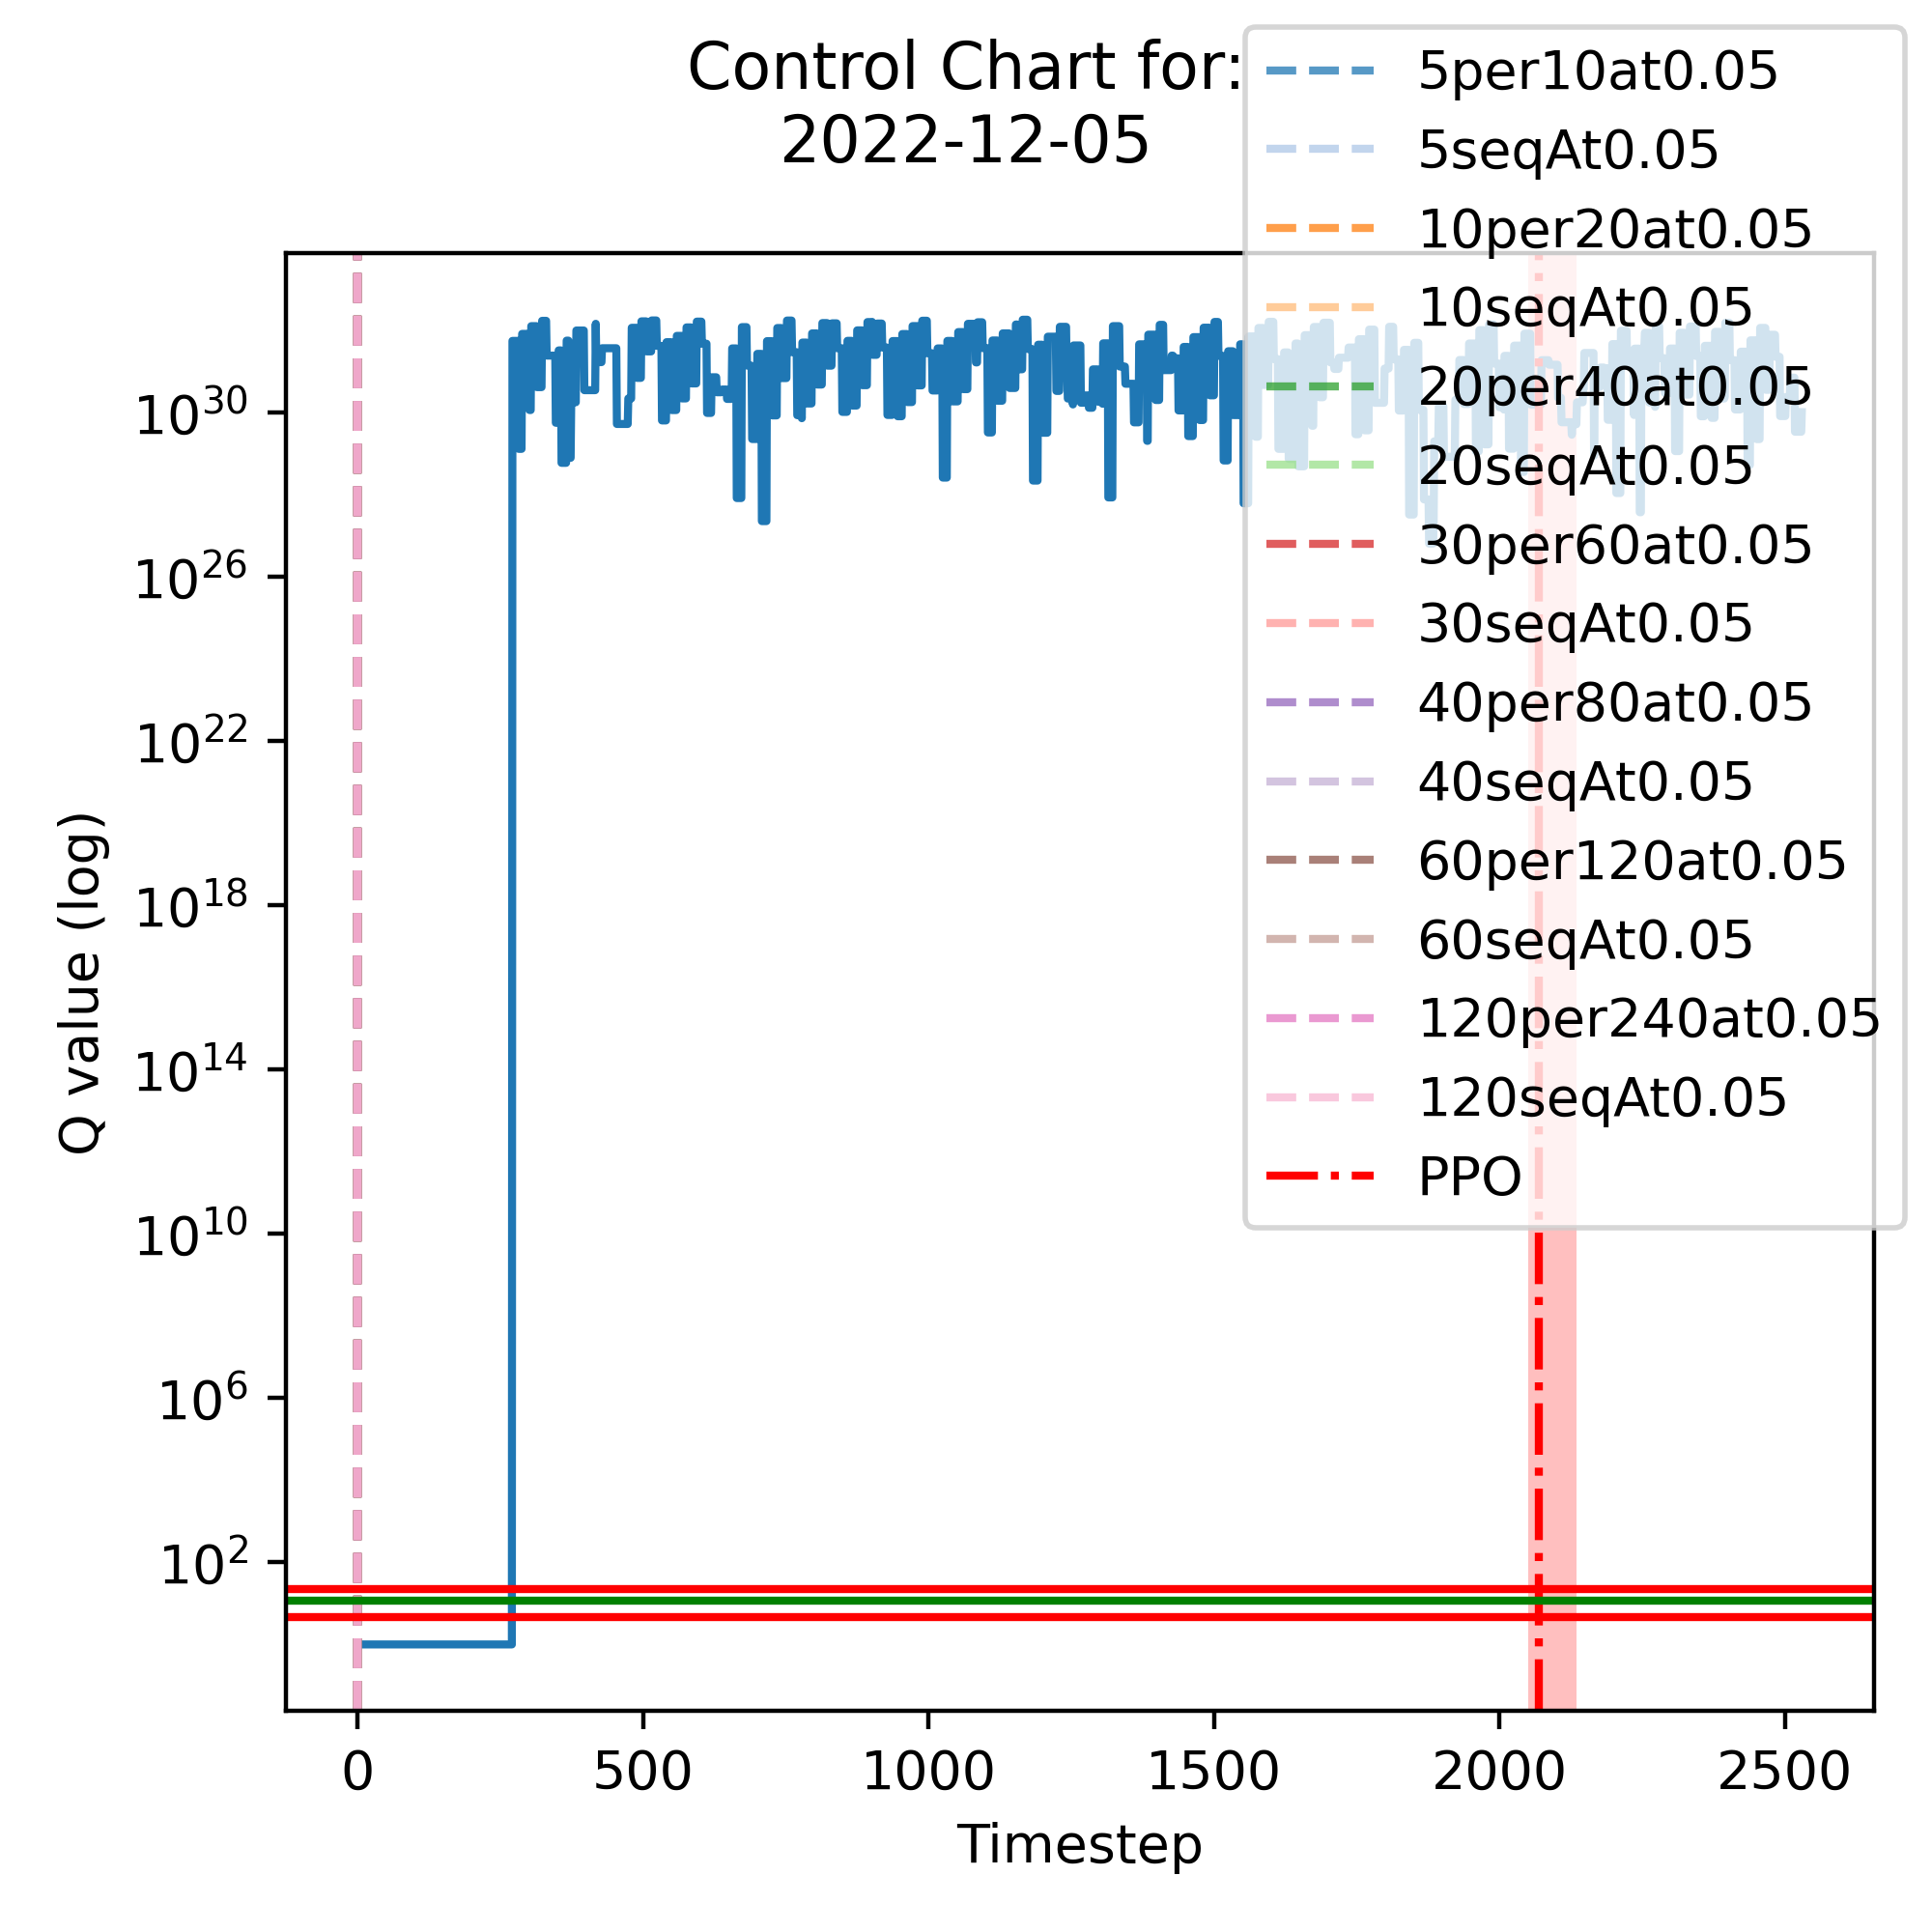 Control Chart for:
2022-12-05
5per10at0.05
5seqAt0.05
10per20at0.05
10seqAt0.05
20per40at0.05
20seqAt0.05
30per60at0.05
30seqAt0.05
40per80at0.05
40seqAt0.05
60per120at0.05
60seqAt0.05
120per240at0.05
120seqAt0.05
PPO
Q value (log)
10^30
10^26
10^22
10^18
10^14
10^10
10^6
10^2
0 500 1000 1500 2000 2500
Timestep